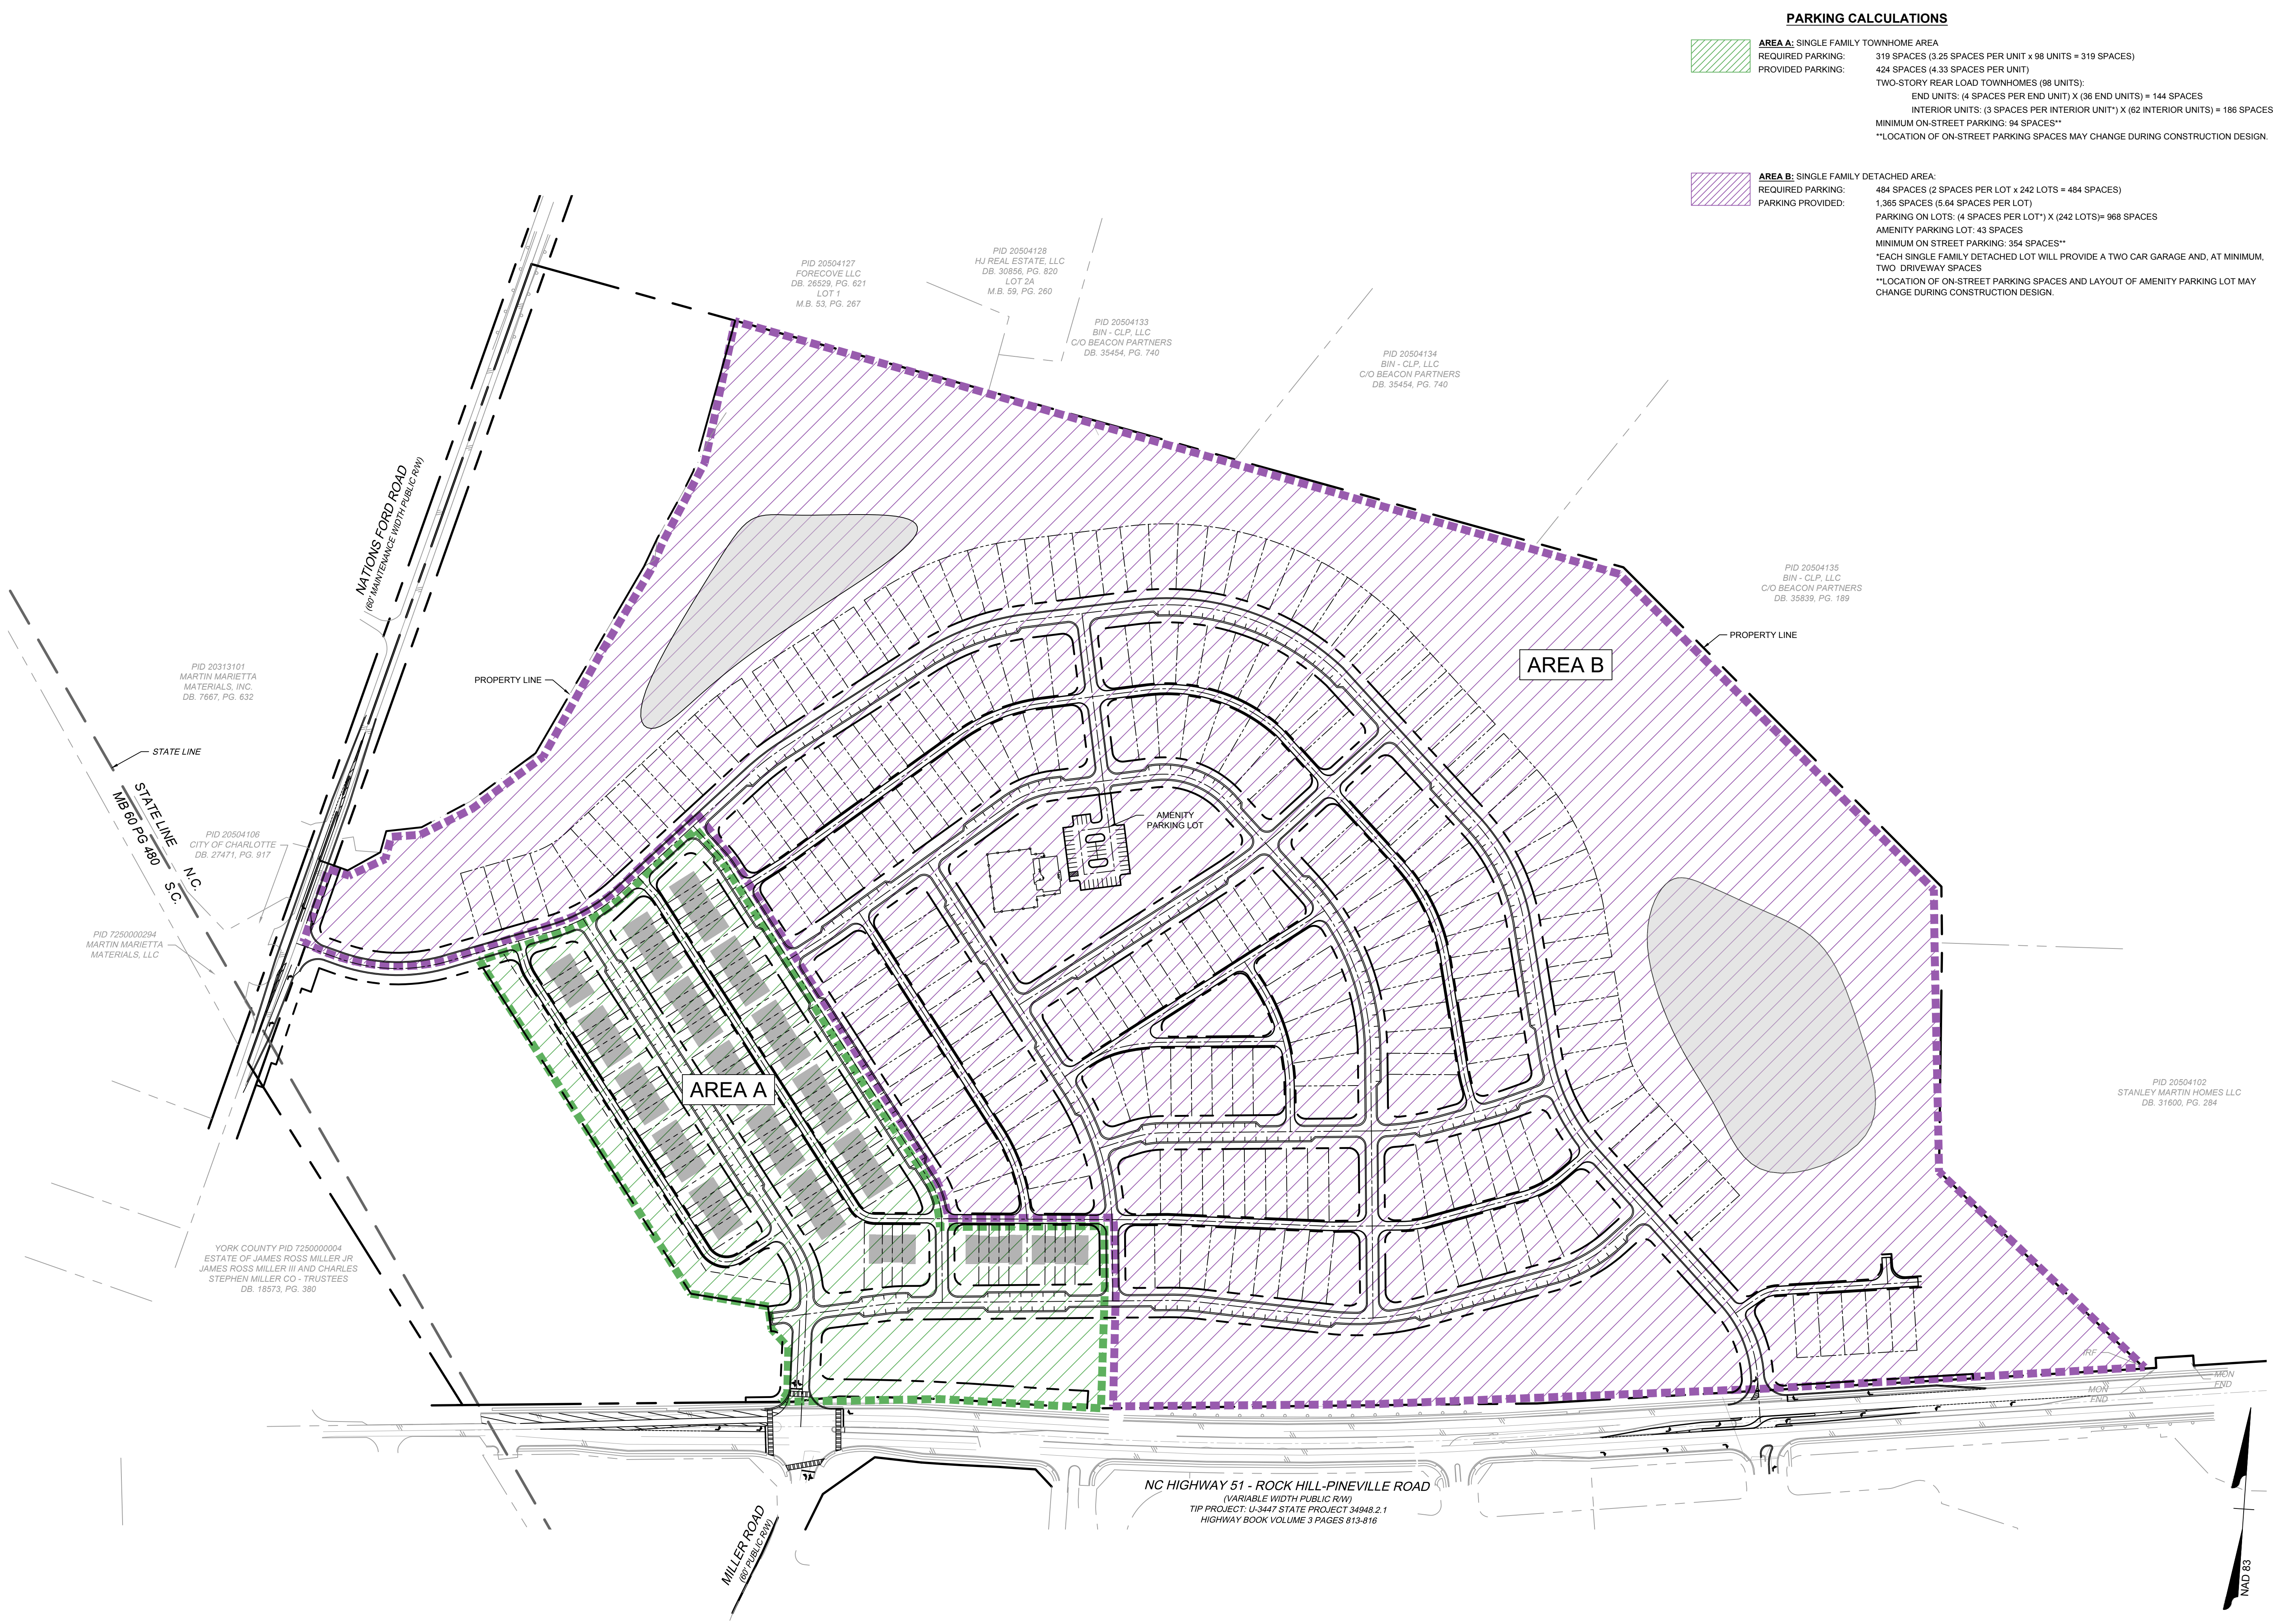 PARKING CALCULATIONS
AREA A: SINGLE FAMILY TOWNHOME AREA
REQUIRED PARKING: 319 SPACES (3.25 SPACES PER UNIT x 98 UNITS = 319 SPACES)
PROVIDED PARKING: 424 SPACES (4.33 SPACES PER UNIT)
TWO-STORY REAR LOAD TOWNHOMES (98 UNITS):
END UNITS: (4 SPACES PER END UNIT) X (36 END UNITS) = 144 SPACES
INTERIOR UNITS: (3 SPACES PER INTERIOR UNIT*) X (62 INTERIOR UNITS) = 186 SPACES
MINIMUM ON-STREET PARKING: 94 SPACES**
**LOCATION OF ON-STREET PARKING SPACES MAY CHANGE DURING CONSTRUCTION DESIGN.
AREA B: SINGLE FAMILY DETACHED AREA:
REQUIRED PARKING: 484 SPACES (2 SPACES PER LOT x 242 LOTS = 484 SPACES)
PARKING PROVIDED: 1,365 SPACES (5.64 SPACES PER LOT)
PARKING ON LOTS: (4 SPACES PER LOT*) X (242 LOTS)= 968 SPACES
AMENITY PARKING LOT: 43 SPACES
MINIMUM ON STREET PARKING: 354 SPACES**
*EACH SINGLE FAMILY DETACHED LOT WILL PROVIDE A TWO CAR GARAGE AND, AT MINIMUM,
TWO DRIVEWAY SPACES
**LOCATION OF ON-STREET PARKING SPACES AND LAYOUT OF AMENITY PARKING LOT MAY
CHANGE DURING CONSTRUCTION DESIGN.
PID 20504127
FORECOVE LLC
DB. 26529, PG. 621
LOT 1
M.B. 53, PG. 267
PID 20504128
HJ REAL ESTATE, LLC
DB. 30856, PG. 820
LOT 2A
M.B. 59, PG. 260
PID 20504133
BIN - CLP, LLC
C/O BEACON PARTNERS
DB. 35454, PG. 740
PID 20504134
BIN - CLP, LLC
C/O BEACON PARTNERS
DB. 35454, PG. 740
PID 20504135
BIN - CLP, LLC
C/O BEACON PARTNERS
DB. 35839, PG. 189
PROPERTY LINE
AREA B
NATIONS FORD ROAD
(60' MAINTENANCE WIDTH PUBLIC R/W)
PID 20313101
MARTIN MARIETTA
MATERIALS, INC.
DB. 7667, PG. 632
PROPERTY LINE
STATE LINE
STATE LINE
MB 60 PG 480
N.C.
S.C.
AMENITY
PARKING LOT
PID 20504106
CITY OF CHARLOTTE
DB. 27471, PG. 917
PID 7250000294
MARTIN MARIETTA
MATERIALS, LLC
AREA A
PID 20504102
STANLEY MARTIN HOMES LLC
DB. 31600, PG. 284
YORK COUNTY PID 7250000004
ESTATE OF JAMES ROSS MILLER JR
JAMES ROSS MILLER III AND CHARLES
STEPHEN MILLER CO - TRUSTEES
DB. 18573, PG. 380
IRF
MON
FND
MON
FND
NC HIGHWAY 51 - ROCK HILL-PINEVILLE ROAD
(VARIABLE WIDTH PUBLIC R/W)
TIP PROJECT: U-3447 STATE PROJECT 34948.2.1
HIGHWAY BOOK VOLUME 3 PAGES 813-816
MILLER ROAD
(60' PUBLIC R/W)
NAD 83